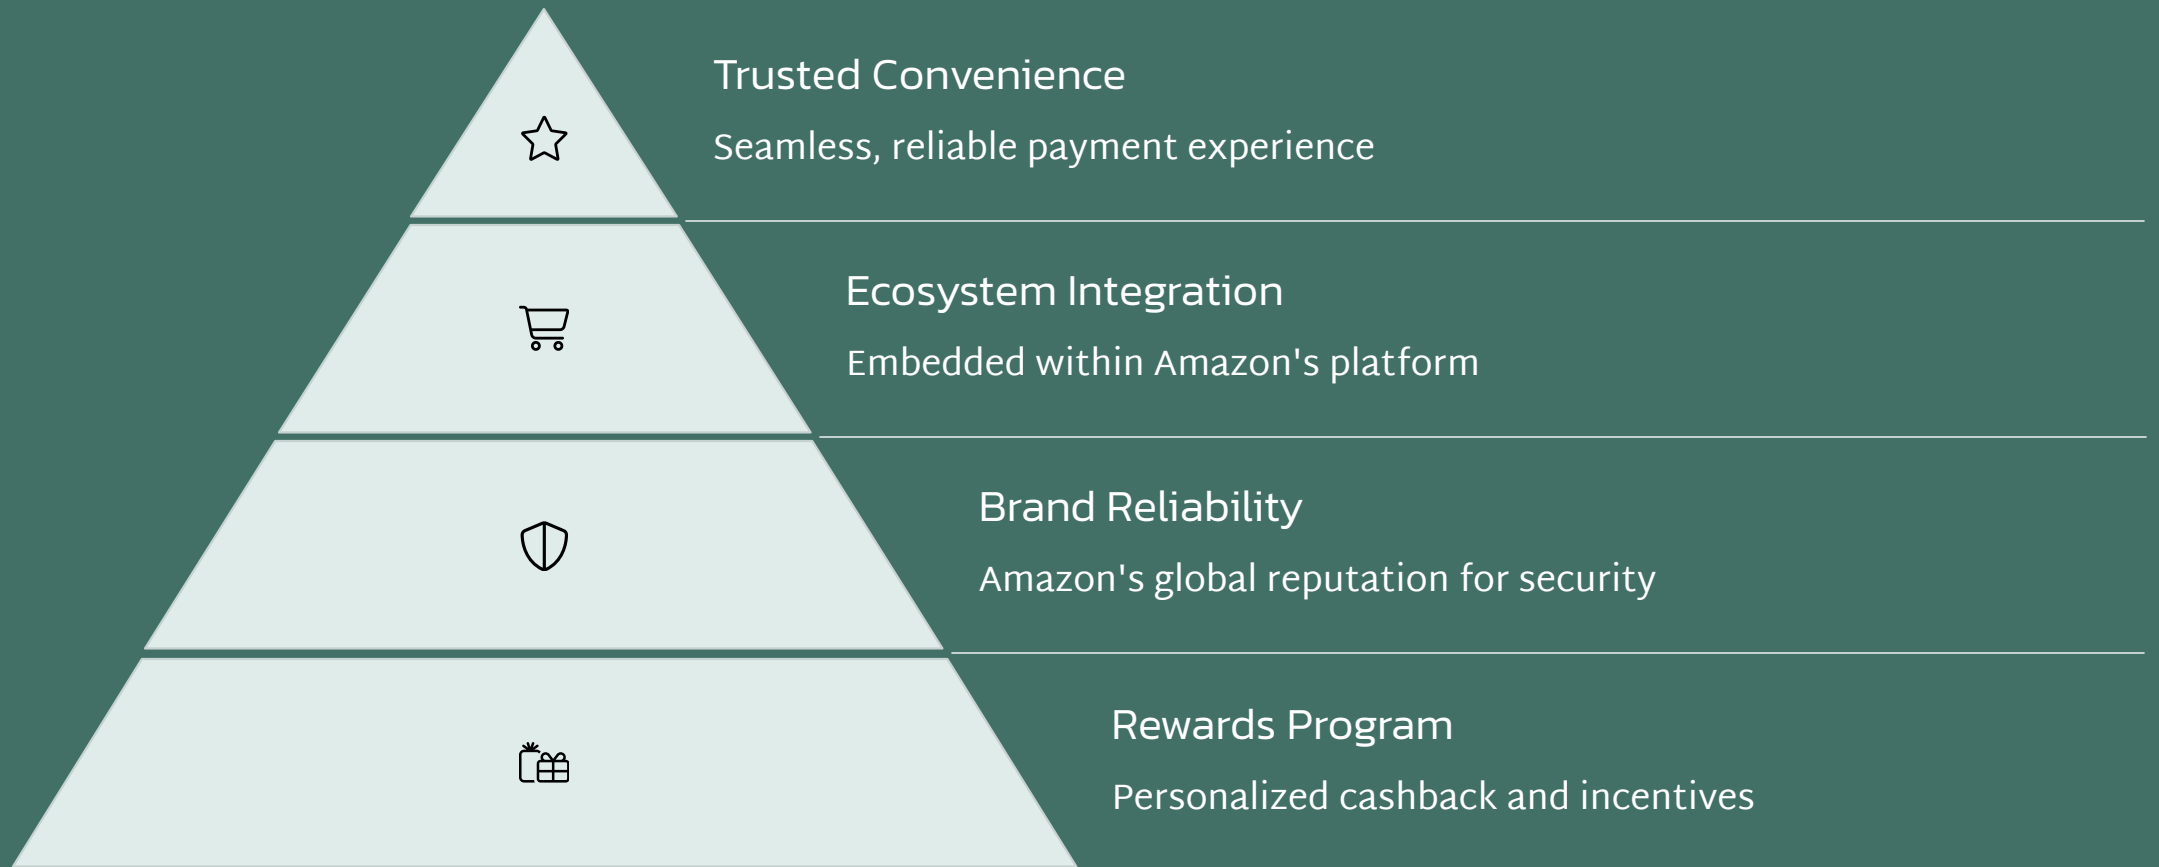 Trusted Convenience
Seamless, reliable payment experience
Ecosystem Integration
Embedded within Amazon's platform
Brand Reliability
Amazon's global reputation for security
Rewards Program
Personalized cashback and incentives